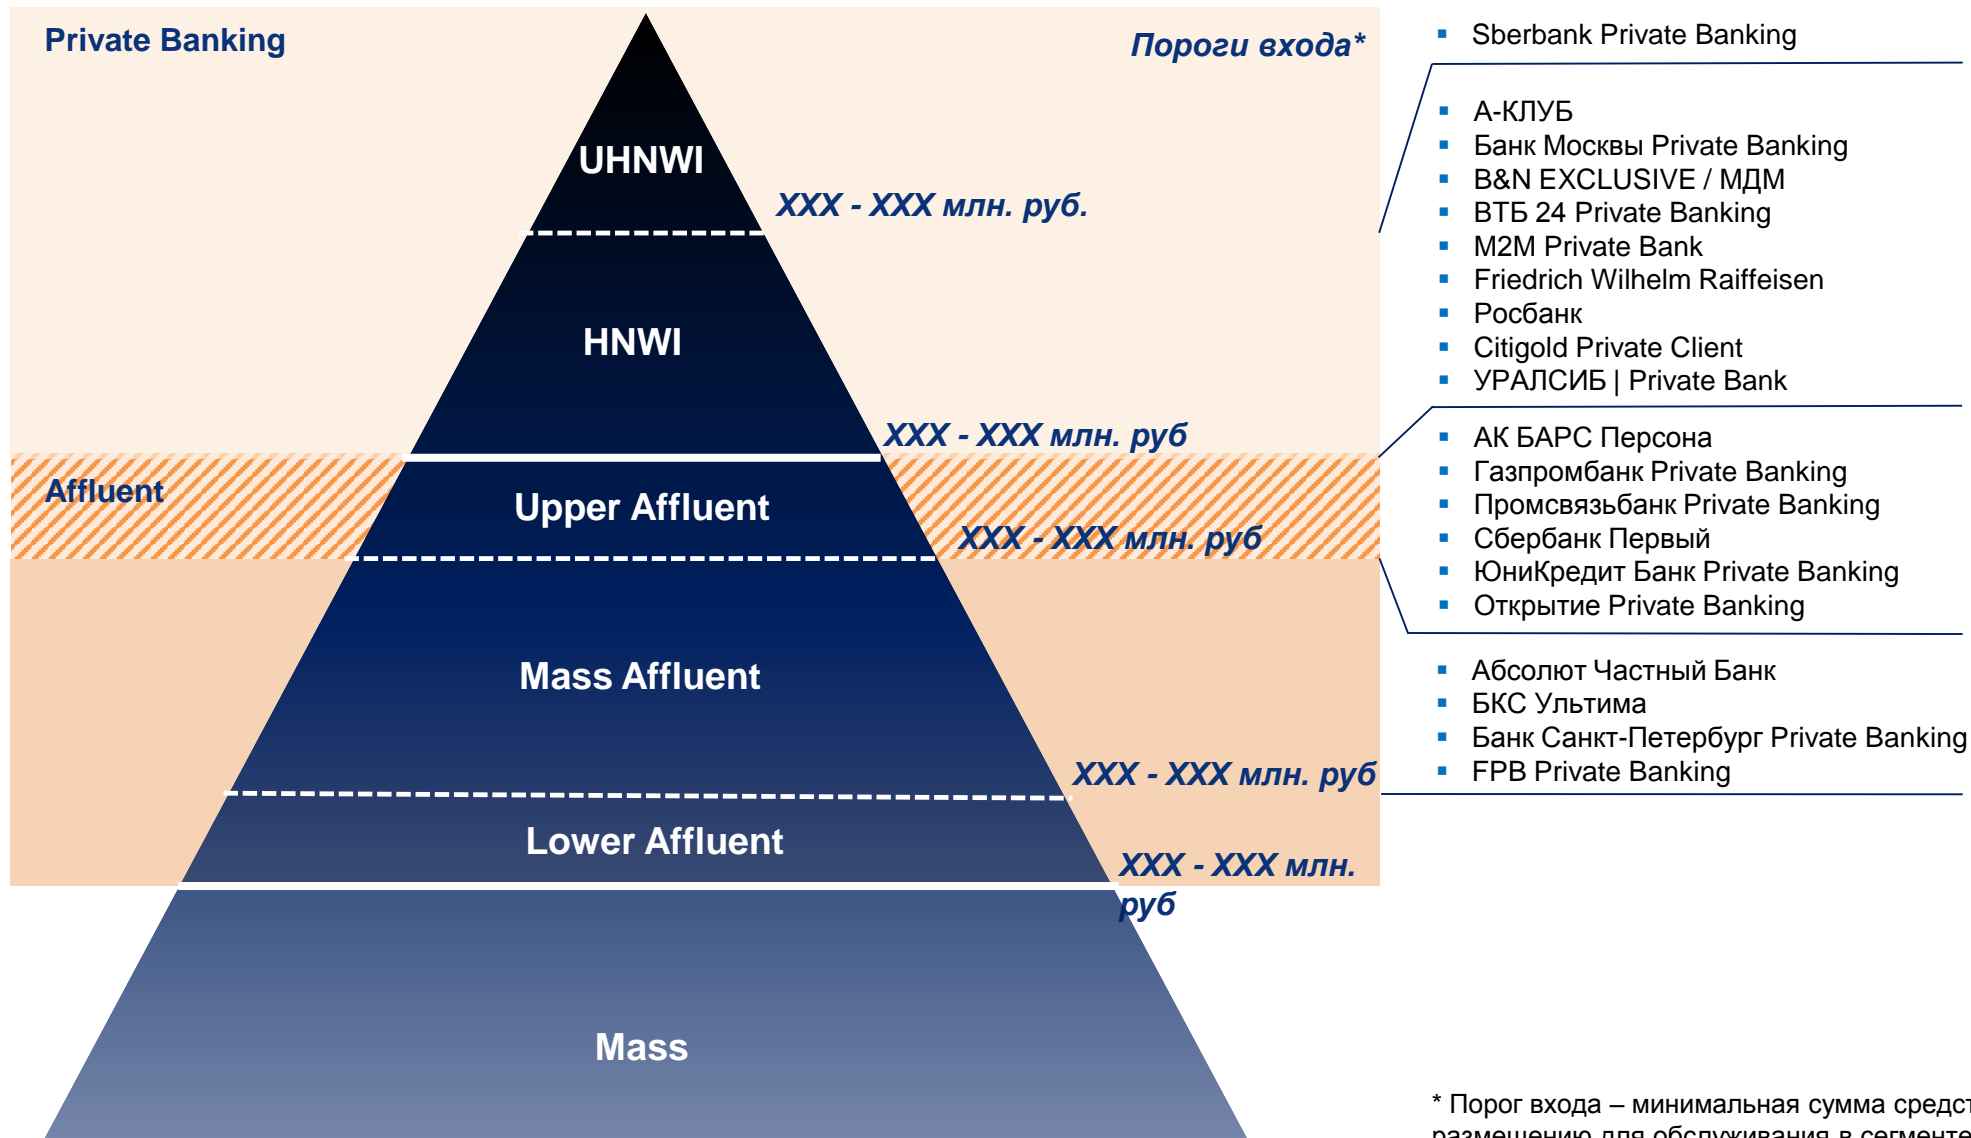 Private Banking
Пороги входа*
UHNWI
XXX - XXX млн. руб.
HNWI
XXX - XXX млн. руб
Affluent
Upper Affluent
XXX - XXX млн. руб
Mass Affluent
XXX - XXX млн. руб
Lower Affluent
XXX - XXX млн.
руб
Mass
▪ Sberbank Private Banking
▪ А-КЛУБ
▪ Банк Москвы Private Banking
▪ B&N EXCLUSIVE / МДМ
▪ ВТБ 24 Private Banking
▪ M2M Private Bank
▪ Friedrich Wilhelm Raiffeisen
▪ Росбанк
▪ Citigold Private Client
▪ УРАЛСИБ | Private Bank
▪ АК БАРС Персона
▪ Газпромбанк Private Banking
▪ Промсвязьбанк Private Banking
▪ Сбербанк Первый
▪ ЮниКредит Банк Private Banking
▪ Открытие Private Banking
▪ Абсолют Частный Банк
▪ БКС Ультима
▪ Банк Санкт-Петербург Private Banking
▪ FPB Private Banking
* Порог входа – минимальная сумма
размещению для обслуживания в сегменте